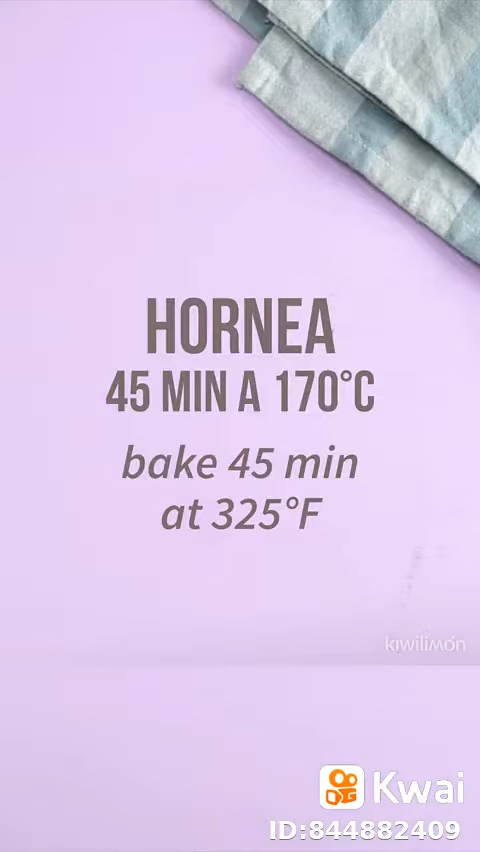 HORNEA
45 MIN A 170°C
bake 45 min
at 325°F
kiwilimón
Kwai
ID:844882409